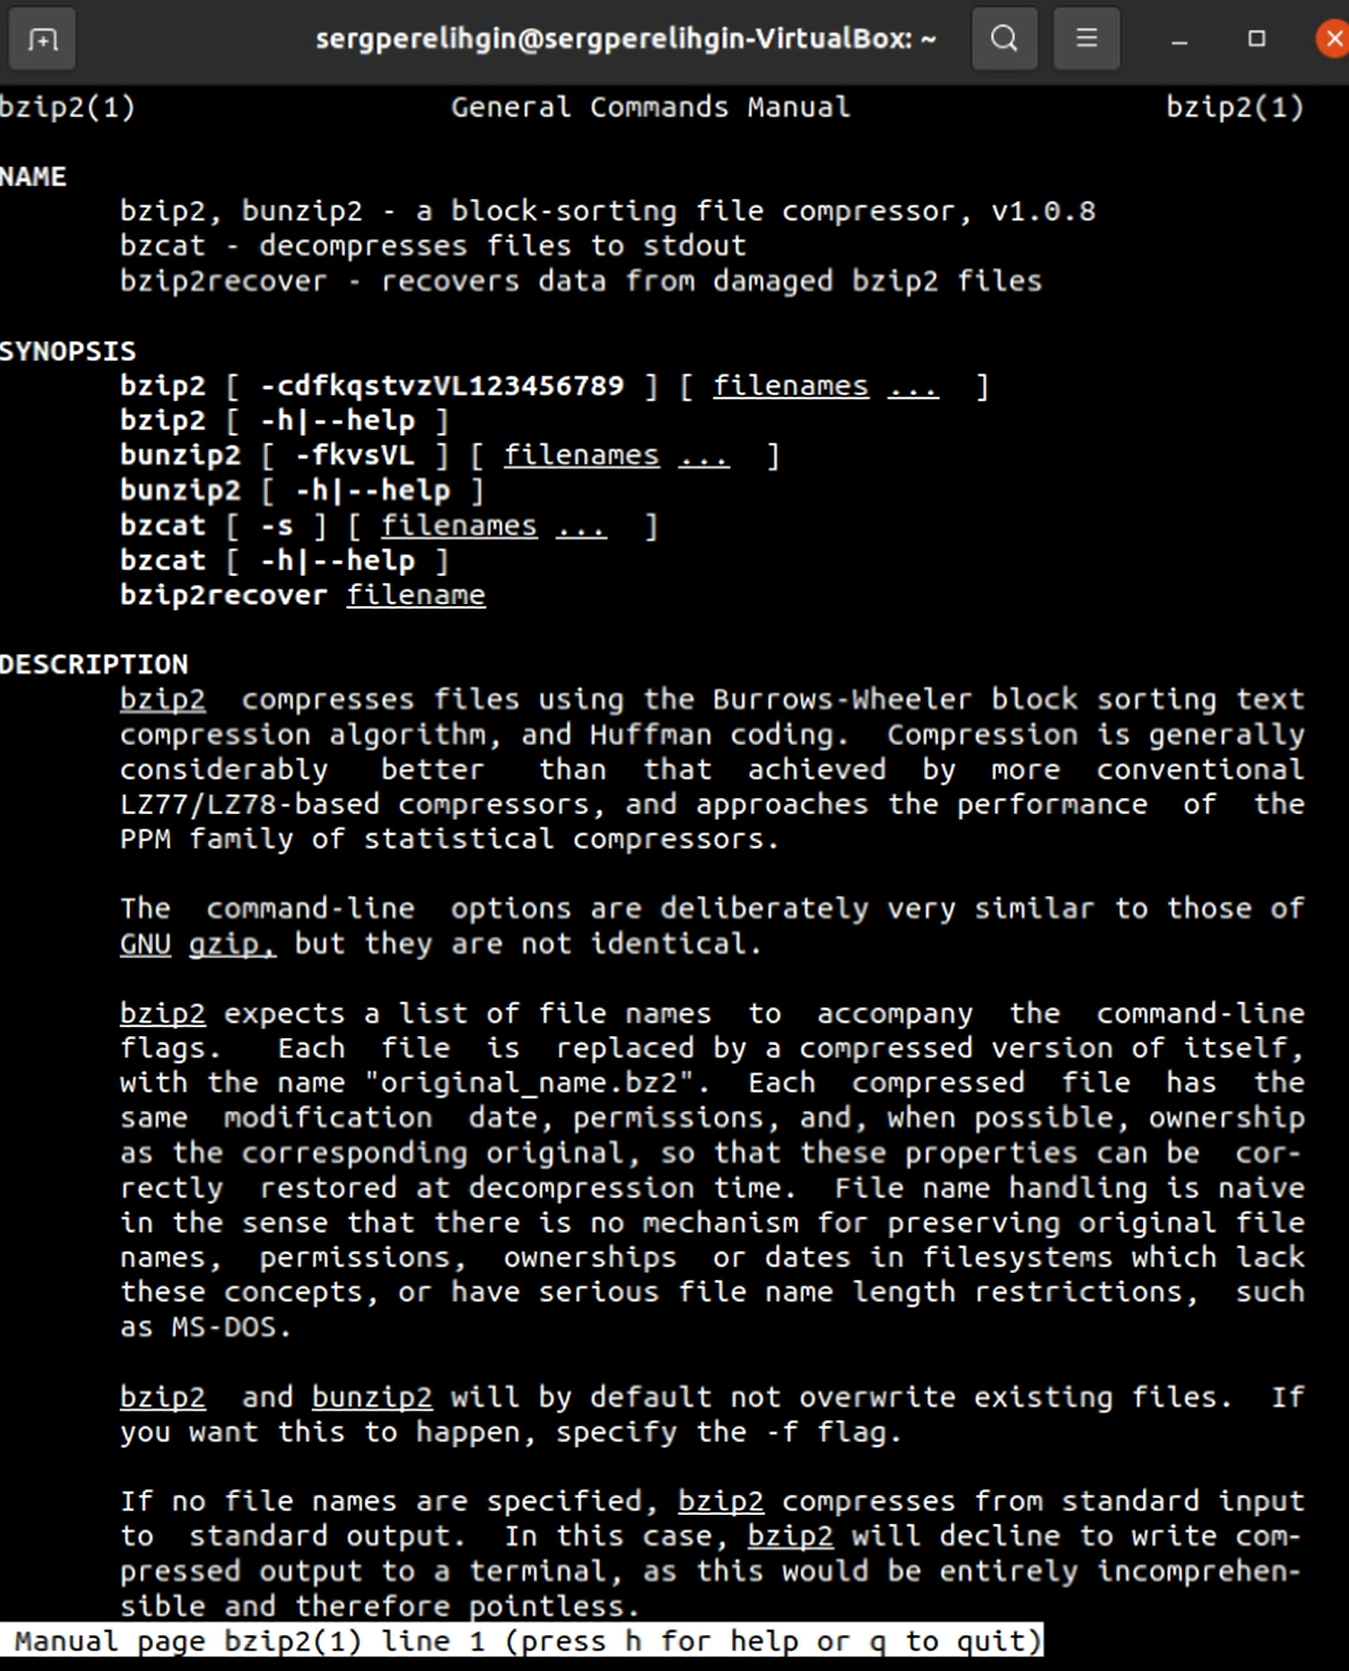 sergperelihgin@sergperelihgin-VirtualBox: ~
bzip2(1) General Commands Manual bzip2(1)
NAME
bzip2, bunzip2 - a block-sorting file compressor, v1.0.8
bzcat - decompresses files to stdout
bzip2recover - recovers data from damaged bzip2 files
SYNOPSIS
bzip2 [ -cdfkqstvzVL123456789 ] [ filenames ... ]
bzip2 [ -h|--help ]
bunzip2 [ -fkvsVL ] [ filenames ... ]
bunzip2 [ -h|--help ]
bzcat [ -s ] [ filenames ... ]
bzcat [ -h|--help ]
bzip2recover filename
DESCRIPTION
bzip2 compresses files using the Burrows-Wheeler block sorting text
compression algorithm, and Huffman coding. Compression is generally
considerably better than that achieved by more conventional
LZ77/LZ78-based compressors, and approaches the performance of the
PPM family of statistical compressors.
The command-line options are deliberately very similar to those of
GNU gzip, but they are not identical.
bzip2 expects a list of file names to accompany the command-line
flags. Each file is replaced by a compressed version of itself,
with the name "original_name.bz2". Each compressed file has the
same modification date, permissions, and, when possible, ownership
as the corresponding original, so that these properties can be cor-
rectly restored at decompression time. File name handling is naive
in the sense that there is no mechanism for preserving original file
names, permissions, ownerships or dates in filesystems which lack
these concepts, or have serious file name length restrictions, such
as MS-DOS.
bzip2 and bunzip2 will by default not overwrite existing files. If
you want this to happen, specify the -f flag.
If no file names are specified, bzip2 compresses from standard input
to standard output. In this case, bzip2 will decline to write com-
pressed output to a terminal, as this would be entirely incomprehen-
sible and therefore pointless.
Manual page bzip2(1) line 1 (press h for help or q to quit)